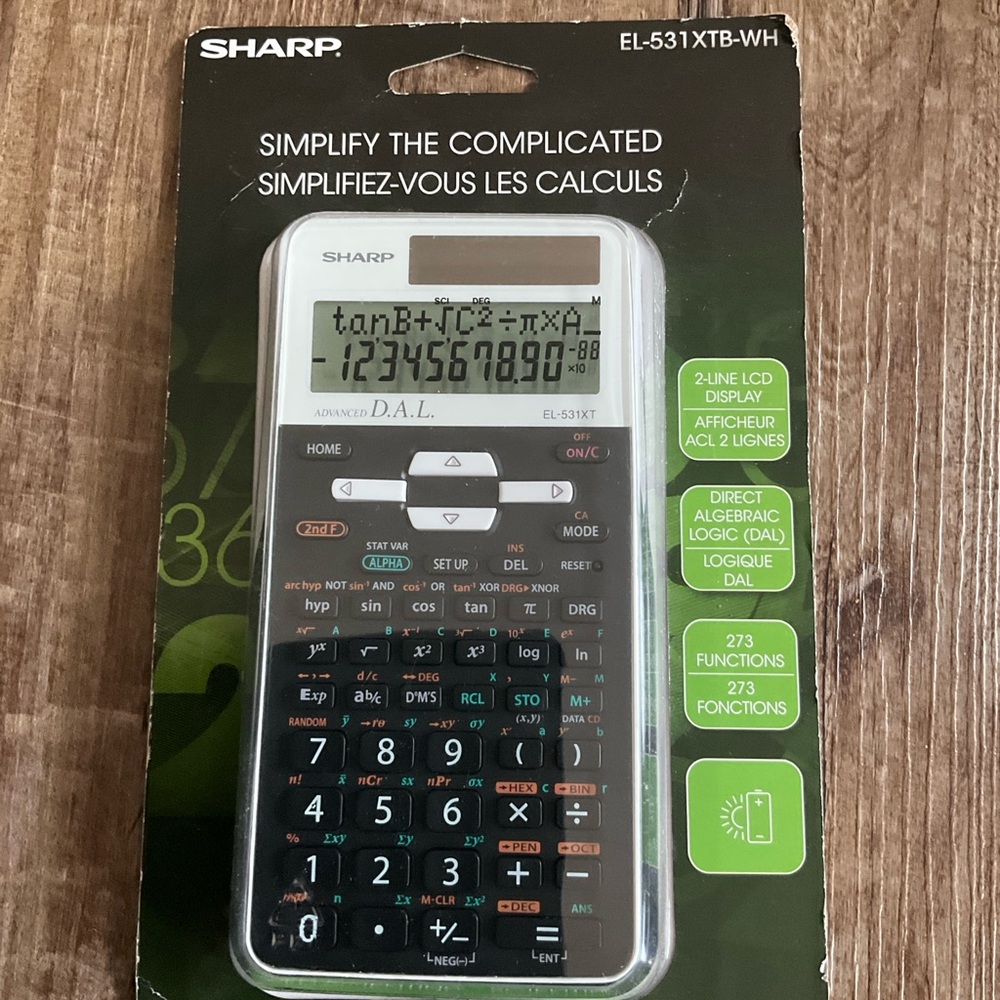 SHARP
EL-531XTB-WH
SIMPLIFY THE COMPLICATED
SIMPLIFIEZ-VOUS LES CALCULS
SHARP
SCI DEG M
tanB+√C²÷π×A_
-1234567890 -88
×10
ADVANCED D.A.L. EL-531XT
2-LINE LCD
DISPLAY
AFFICHEUR
ACL 2 LIGNES
HOME
OFF
ON/C
2nd F
CA
MODE
STAT VAR
ALPHA
SET UP
INS
DEL
RESET
DIRECT
ALGEBRAIC
LOGIC (DAL)
LOGIQUE
DAL
arc hyp NOT sin⁻¹ AND cos⁻¹ OR tan⁻¹ XOR DRG▸ XNOR
hyp sin cos tan π DRG
ˣ√ A B x⁻¹ C ³√ D 10ˣ E eˣ F
yˣ √ x² x³ log ln
273
FUNCTIONS
273
FONCTIONS
←,→ d/c ↔DEG X , Y M− M
Exp ab/c D°M'S RCL STO M+
RANDOM ȳ →rθ sy →xy σy (x,y) DATA CD
x' a y' b
7 8 9 ( )
n! x̄ nCr sx nPr σx →HEX c →BIN r
4 5 6 × ÷
% Σxy Σy Σy² →PEN →OCT
1 2 3 + −
n Σx M-CLR Σx² →DEC ANS
0 • +/− =
NEG(−) ENT